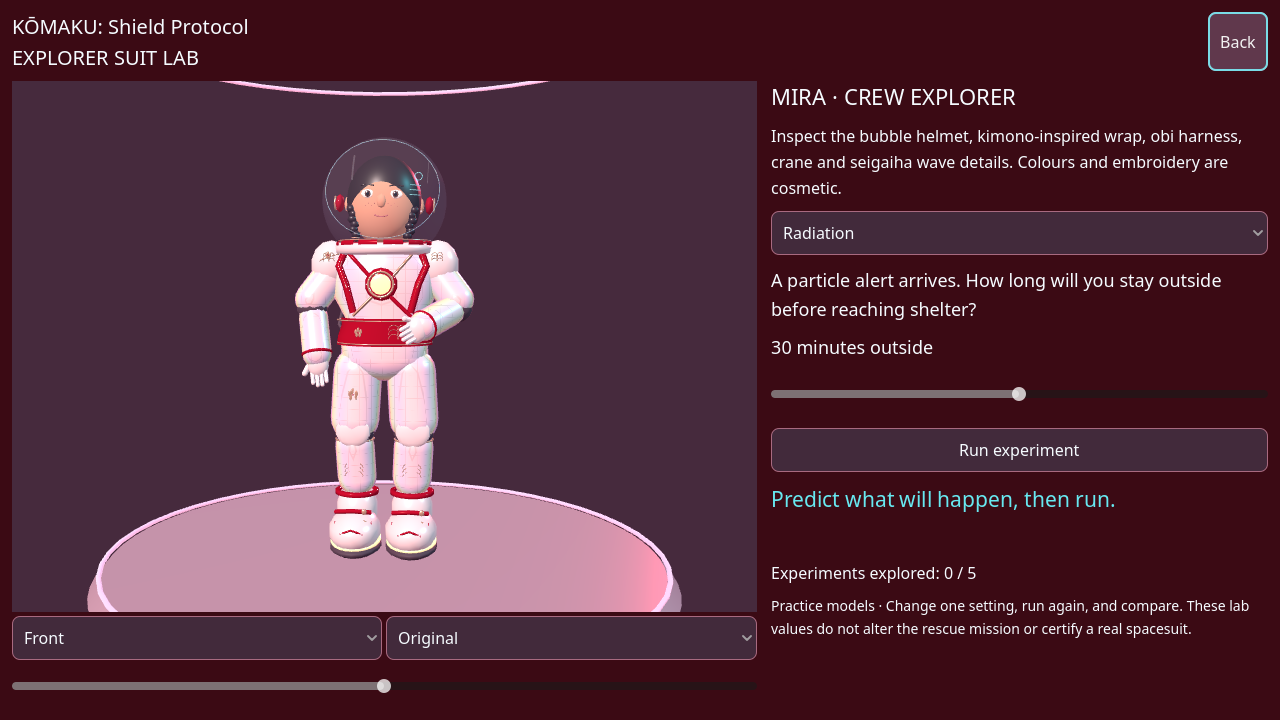 KŌMAKU: Shield Protocol
EXPLORER SUIT LAB
Back
MIRA · CREW EXPLORER
Inspect the bubble helmet, kimono-inspired wrap, obi harness,
crane and seigaiha wave details. Colours and embroidery are
cosmetic.
Radiation
A particle alert arrives. How long will you stay outside
before reaching shelter?
30 minutes outside
Run experiment
Predict what will happen, then run.
Experiments explored: 0 / 5
Practice models · Change one setting, run again, and compare. These lab
values do not alter the rescue mission or certify a real spacesuit.
Front
Original